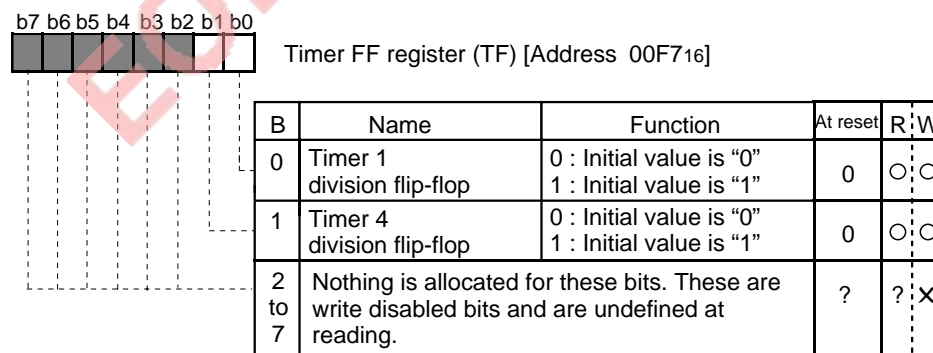 b7 b6 b5 b4 b3 b2 b1 b0
Timer FF register (TF) [Address 00F716]
B Name Function At reset R W
0 Timer 1 division flip-flop 0 : Initial value is “0” 0 ○ ○
1 : Initial value is “1”
1 Timer 4 division flip-flop 0 : Initial value is “0” 0 ○ ○
1 : Initial value is “1”
2 to 7 Nothing is allocated for these bits. These are ? ? ×
write disabled bits and are undefined at
reading.